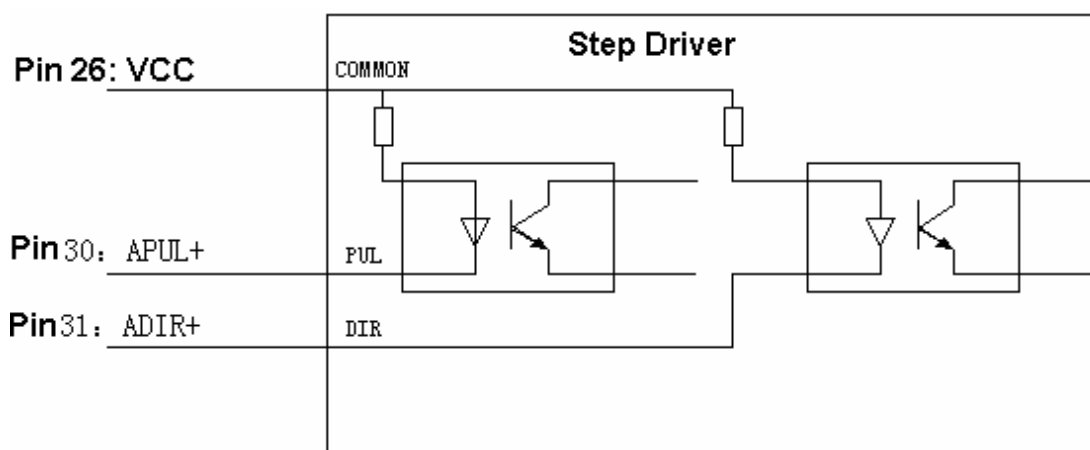 Step Driver
Pin 26: VCC
COMMON
Pin30: APUL+
PUL
Pin31: ADIR+
DIR